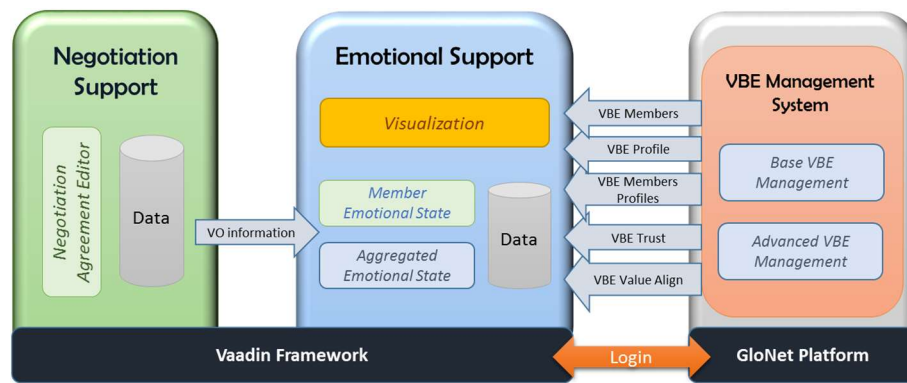 Negotiation
Support
Negotiation
Agreement Editor
Data
VO information
Emotional Support
Visualization
Member
Emotional State
Aggregated
Emotional State
Data
VBE Members
VBE Profile
VBE Members
Profiles
VBE Trust
VBE Value Align
VBE Management
System
Base VBE
Management
Advanced VBE
Management
Vaadin Framework
Login
GloNet Platform